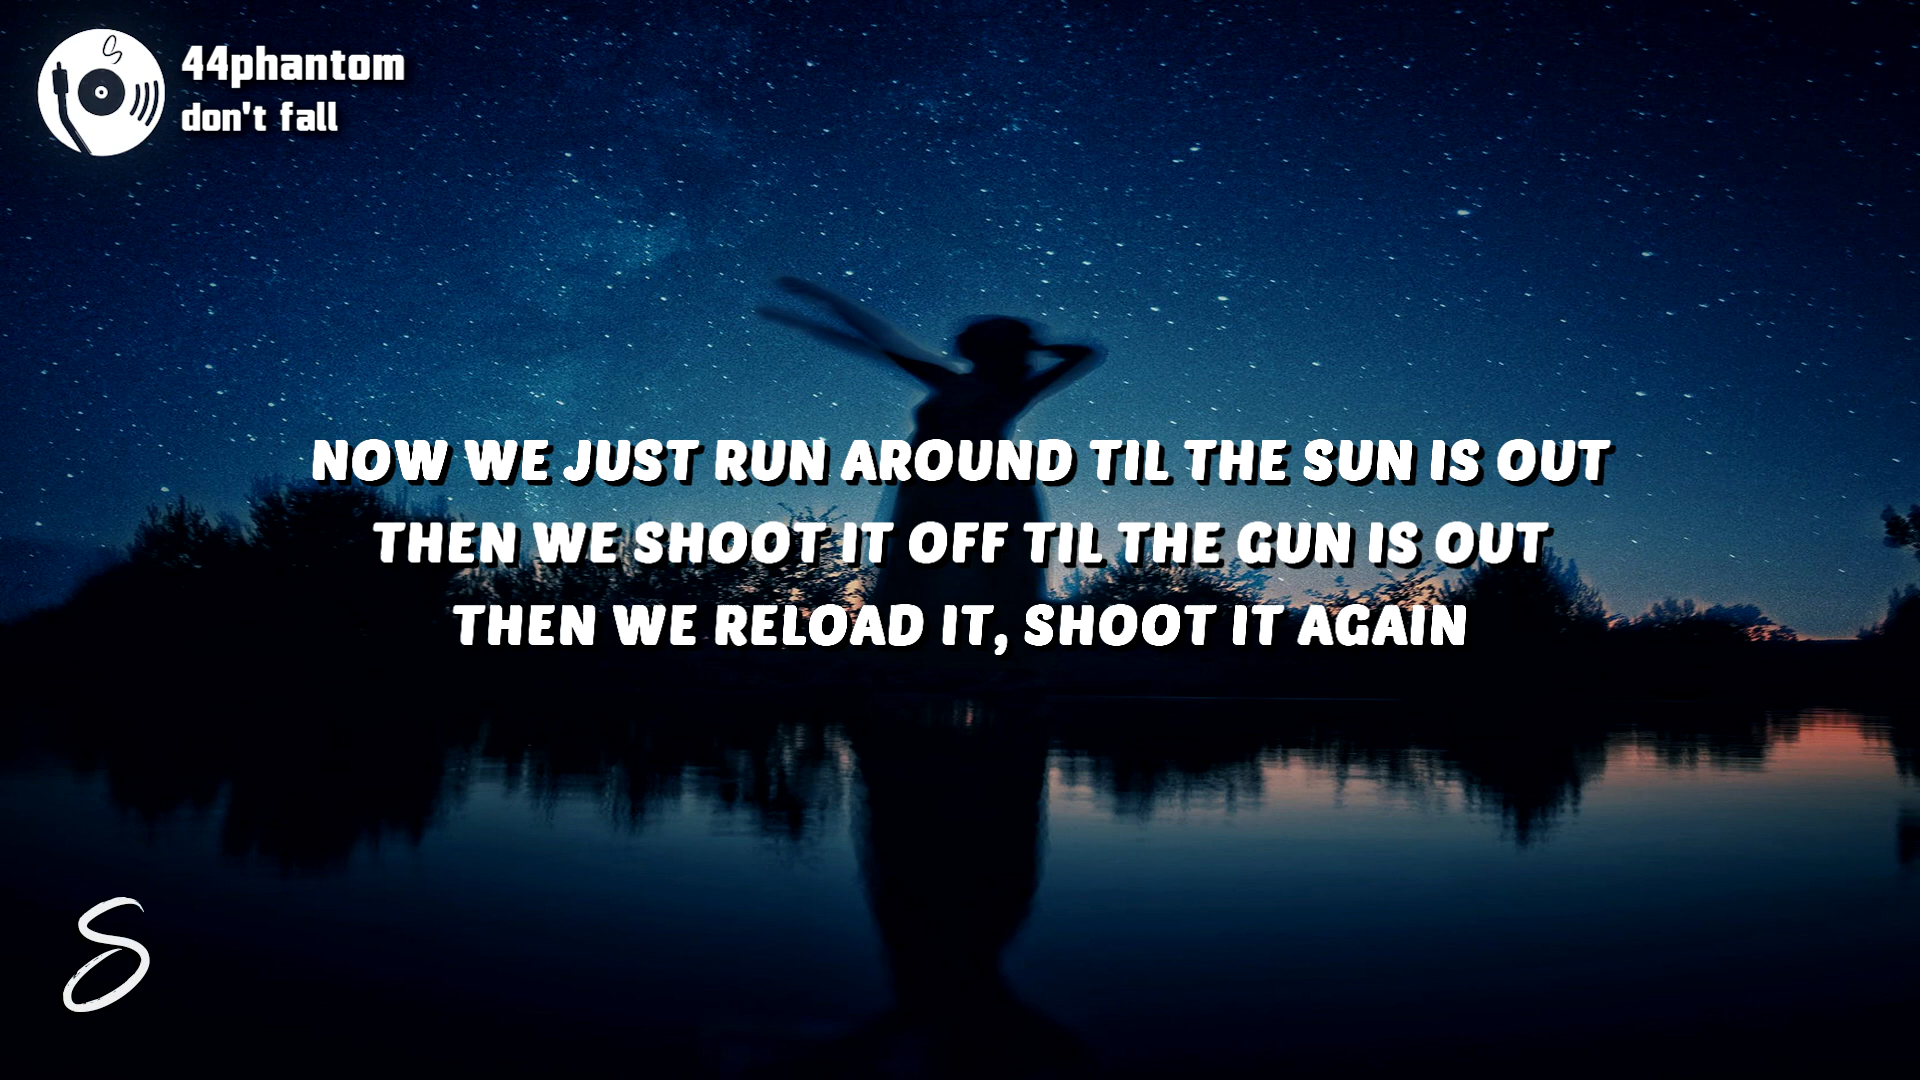 44phantom
don't fall
NOW WE JUST RUN AROUND TIL THE SUN IS OUT
THEN WE SHOOT IT OFF TIL THE GUN IS OUT
THEN WE RELOAD IT, SHOOT IT AGAIN
S